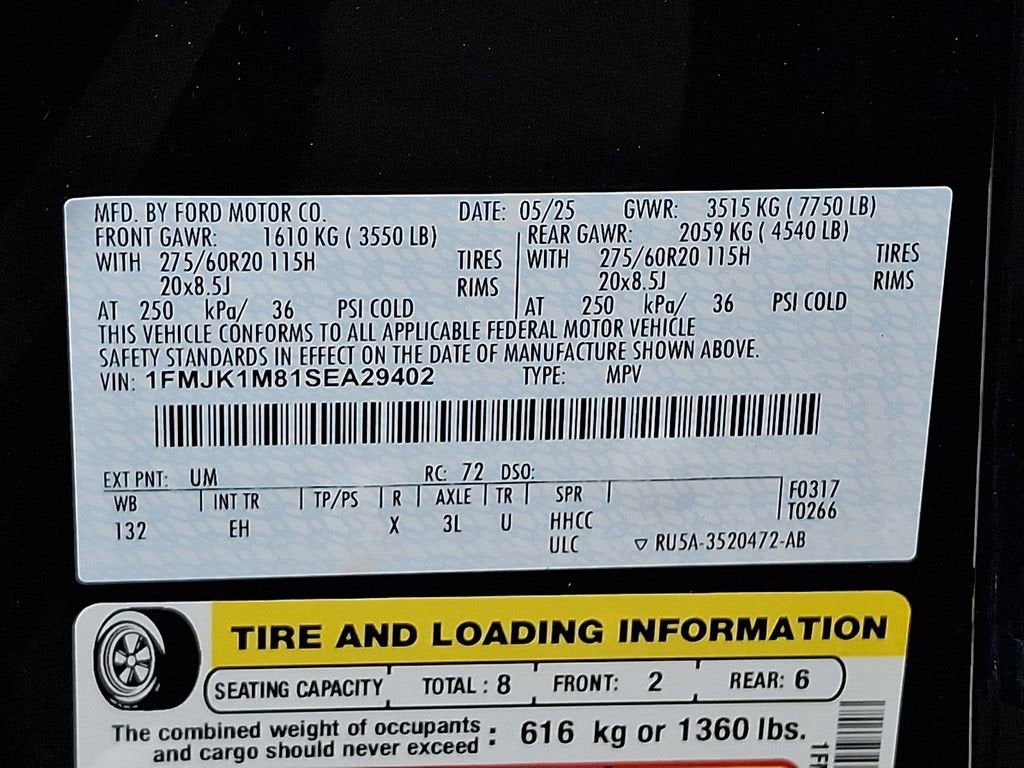 MFD. BY FORD MOTOR CO. DATE: 05/25 GVWR: 3515 KG ( 7750 LB)
FRONT GAWR: 1610 KG ( 3550 LB) REAR GAWR: 2059 KG ( 4540 LB)
WITH 275/60R20 115H TIRES WITH 275/60R20 115H TIRES
20x8.5J RIMS 20x8.5J RIMS
AT 250 kPa/ 36 PSI COLD AT 250 kPa/ 36 PSI COLD
THIS VEHICLE CONFORMS TO ALL APPLICABLE FEDERAL MOTOR VEHICLE
SAFETY STANDARDS IN EFFECT ON THE DATE OF MANUFACTURE SHOWN ABOVE.
VIN: 1FMJK1M81SEA29402 TYPE: MPV
EXT PNT: UM RC: 72 DSO:
WB INT TR TP/PS R AXLE TR SPR F0317
132 EH X 3L U HHCC T0266
ULC ▽ RU5A-3520472-AB
TIRE AND LOADING INFORMATION
SEATING CAPACITY TOTAL : 8 FRONT: 2 REAR: 6
The combined weight of occupants
and cargo should never exceed : 616 kg or 1360 lbs.